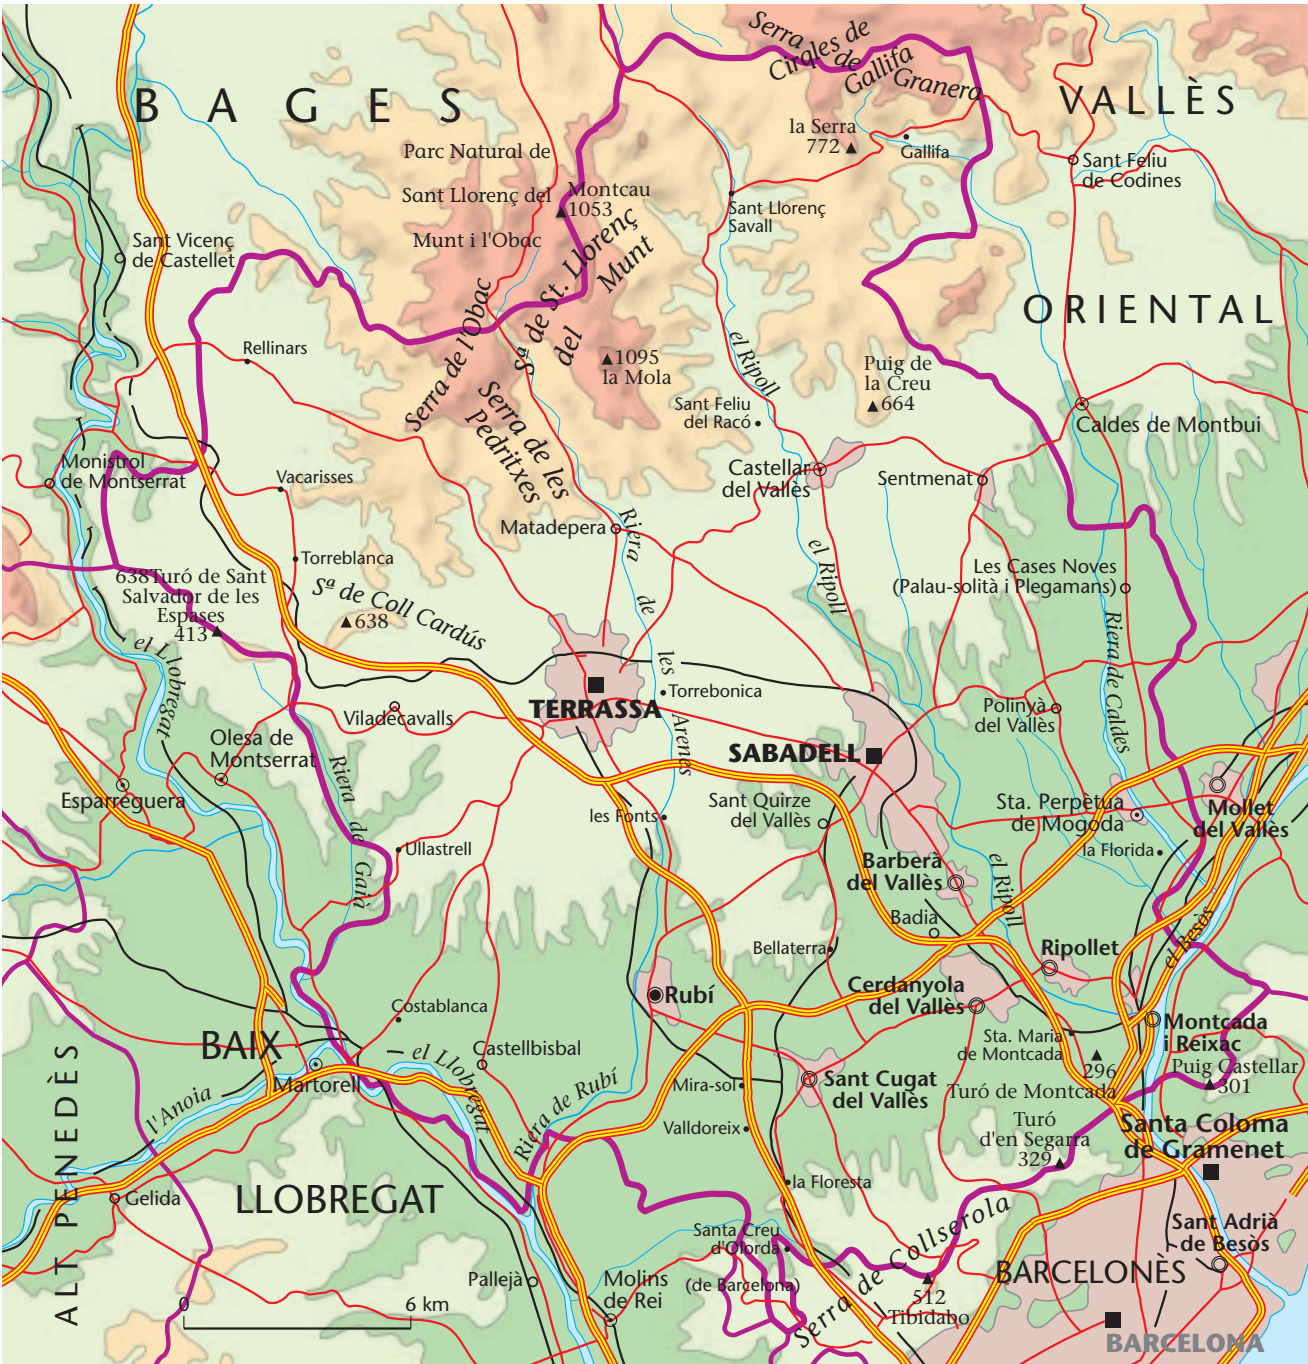 Serra de
Cingles de
Gallifa
Granera
BAGES
VALLÈS
la Serra
772
Gallifa
Parc Natural de
Sant Llorenç del
Munt i l'Obac
Montcau
1053
Sant Feliu
de Codines
Sant Llorenç
Savall
Sant Vicenç
de Castellet
Sª de St. Llorenç
del
Munt
Serra de l'Obac
ORIENTAL
Rellinars
1095
la Mola
el Ripoll
Puig de
la Creu
664
Serra de les
Pedritxes
Sant Feliu
del Racó
Caldes de Montbui
Monistrol
de Montserrat
Vacarisses
Castellar
del Vallès
Sentmenat
Matadepera
Riera
de
les
Arenes
el Ripoll
Torreblanca
Les Cases Noves
(Palau-solità i Plegamans)
638Turó de Sant
Salvador de les
Espases
413
Sª de Coll Cardús
638
el Llobregat
Riera de Caldes
Torrebonica
TERRASSA
Viladecavalls
Polinyà
del Vallès
Olesa de
Montserrat
SABADELL
Riera
de
Gaià
Esparreguera
les Fonts
Sant Quirze
del Vallès
Sta. Perpètua
de Mogoda
Mollet
del Vallès
Ullastrell
la Florida
Barberà
del Vallès
el Ripoll
Badia
Bellaterra
Ripollet
el Besòs
Rubí
Cerdanyola
del Vallès
Costablanca
Montcada
i Reixac
Sta. Maria
de Montcada
BAIX
Castellbisbal
el Llobregat
296
Turó de Montcada
Puig Castellar
301
Martorell
Mira-sol
Sant Cugat
del Vallès
Riera de Rubí
l'Anoia
Valldoreix
Turó
d'en Segarra
329
Santa Coloma
de Gramenet
ALT PENEDÈS
la Floresta
Gelida
LLOBREGAT
Santa Creu
d'Olorda
(de Barcelona)
Serra de Collserola
Sant Adrià
de Besòs
BARCELONÈS
Pallejà
Molins
de Rei
512
Tibidabo
0
6 km
BARCELONA